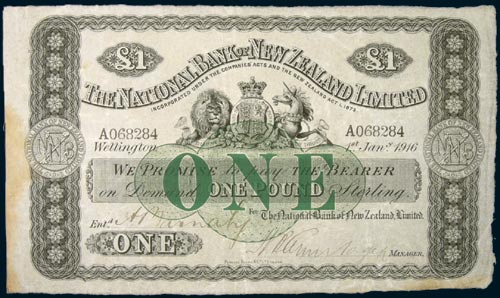 £1 £1
THE NATIONAL BANK OF NEW ZEALAND LIMITED
INCORPORATED UNDER THE COMPANIES ACTS AND THE NEW ZEALAND ACT 1, 1873.
A068284 A068284
Wellington, 1st Jany 1916
WE PROMISE to pay the BEARER
ONE
on Demand ONE POUND Sterling.
For The National Bank of New Zealand, Limited.
Entd
ONE
MANAGER.